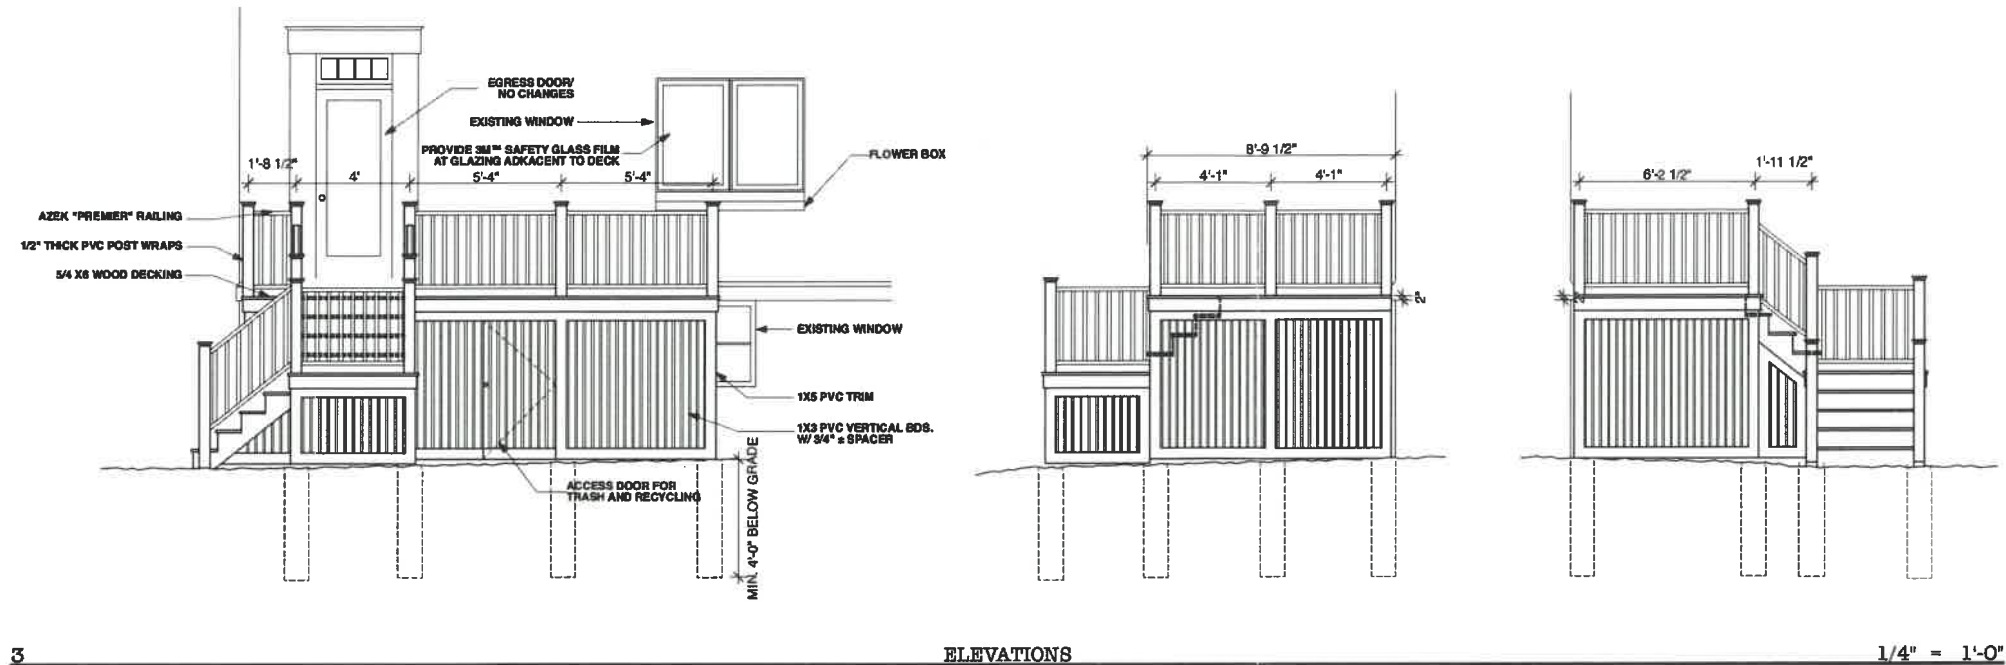 EGRESS DOOR/
NO CHANGES
EXISTING WINDOW
PROVIDE 3M™ SAFETY GLASS FILM
AT GLAZING ADKACENT TO DECK
FLOWER BOX
1'-8 1/2"
4'
5'-4"
5'-4"
AZEK "PREMIER" RAILING
1/2" THICK PVC POST WRAPS
5/4 X6 WOOD DECKING
EXISTING WINDOW
1X5 PVC TRIM
1X3 PVC VERTICAL BDS.
W/ 3/4" ± SPACER
ACCESS DOOR FOR
TRASH AND RECYCLING
MIN. 4'-0" BELOW GRADE
8'-9 1/2"
4'-1"
4'-1"
2"
6'-2 1/2"
1'-11 1/2"
3
ELEVATIONS
1/4" = 1'-0"